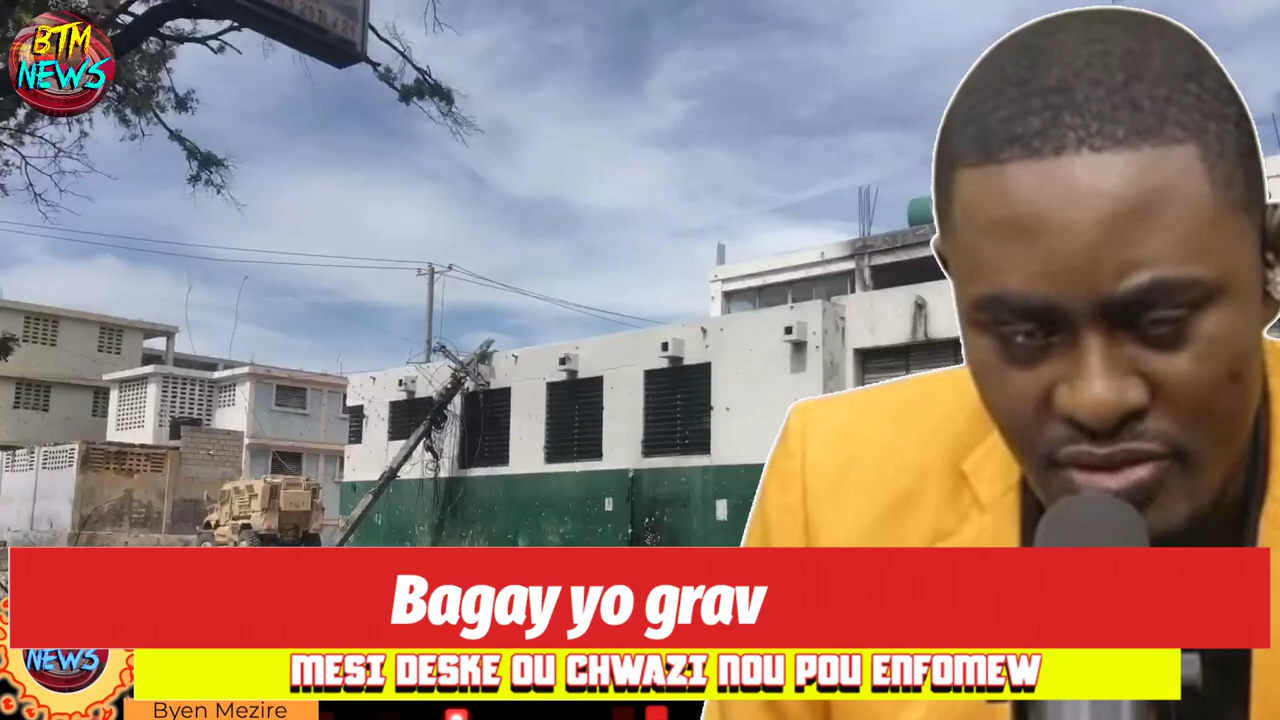 BTM
NEWS
Bagay yo grav
NEWS
MESI DESKE OU CHWAZI NOU POU ENFOMEW
Byen Mezire